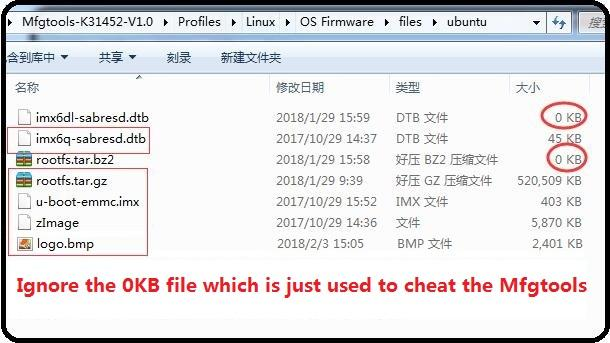 Mfgtools-K31452-V1.0 ▸ Profiles ▸ Linux ▸ OS Firmware ▸ files ▸ ubuntu
含到库中 共享 刻录 新建文件夹
名称 修改日期 类型 大小
imx6dl-sabresd.dtb 2018/1/29 15:59 DTB 文件 0 KB
imx6q-sabresd.dtb 2017/10/29 14:37 DTB 文件 45 KB
rootfs.tar.bz2 2018/1/29 15:58 好压 BZ2 压缩文件 0 KB
rootfs.tar.gz 2018/1/29 9:39 好压 GZ 压缩文件 520,509 KB
u-boot-emmc.imx 2017/10/29 15:52 IMX 文件 403 KB
zImage 2017/10/29 14:36 文件 5,870 KB
logo.bmp 2018/2/3 15:05 BMP 文件 2,401 KB
Ignore the 0KB file which is just used to cheat the Mfgtools